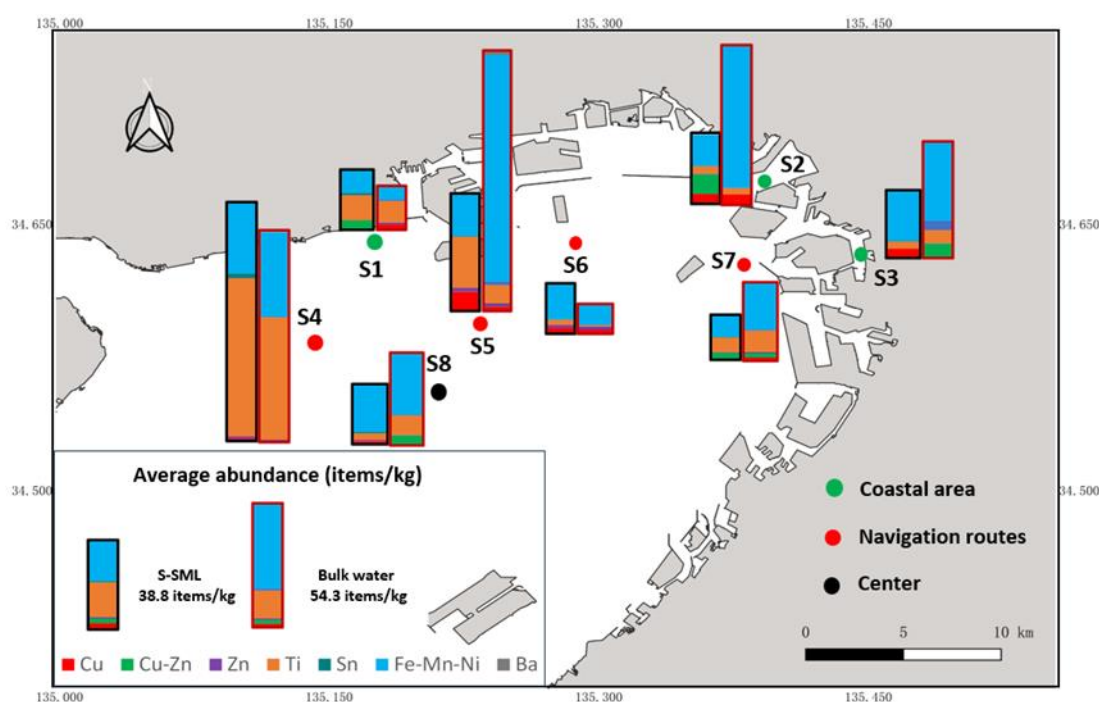 135.000 135.150 135.300 135.450
34.650 34.650
S1
S2
S3
S4
S5
S6
S7
S8
34.500 34.500
Average abundance (items/kg)
S-SML
38.8 items/kg
Bulk water
54.3 items/kg
Cu Cu-Zn Zn Ti Sn Fe-Mn-Ni Ba
Coastal area
Navigation routes
Center
0 5 10 km
135.000 135.150 135.300 135.450